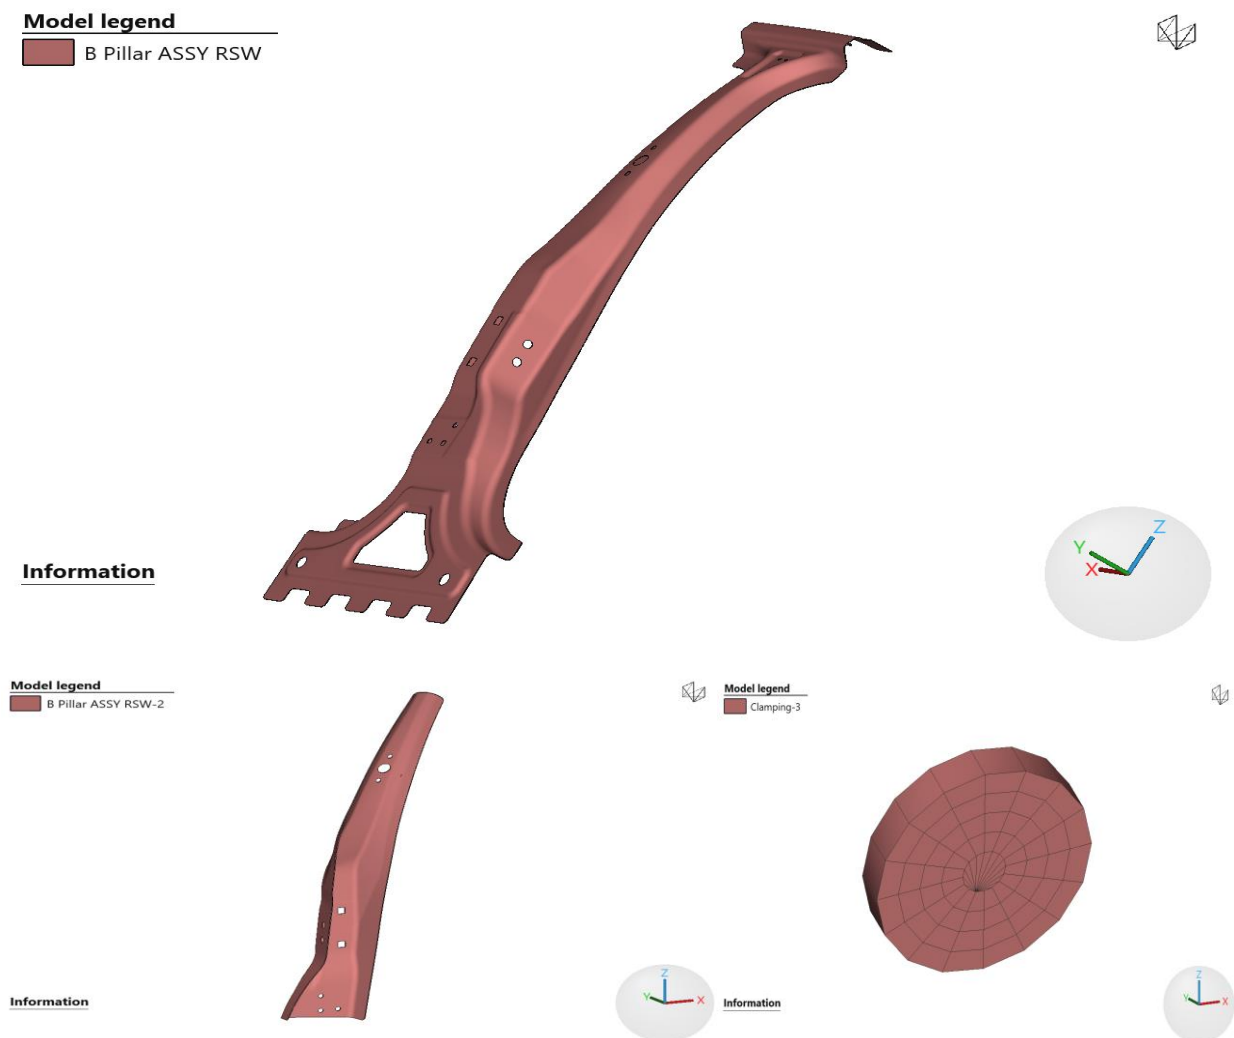 Model legend
B Pillar ASSY RSW
Information
Z
Y
X
Model legend
B Pillar ASSY RSW-2
Information
Z
Y
X
Model legend
Clamping-3
Information
Z
Y
X